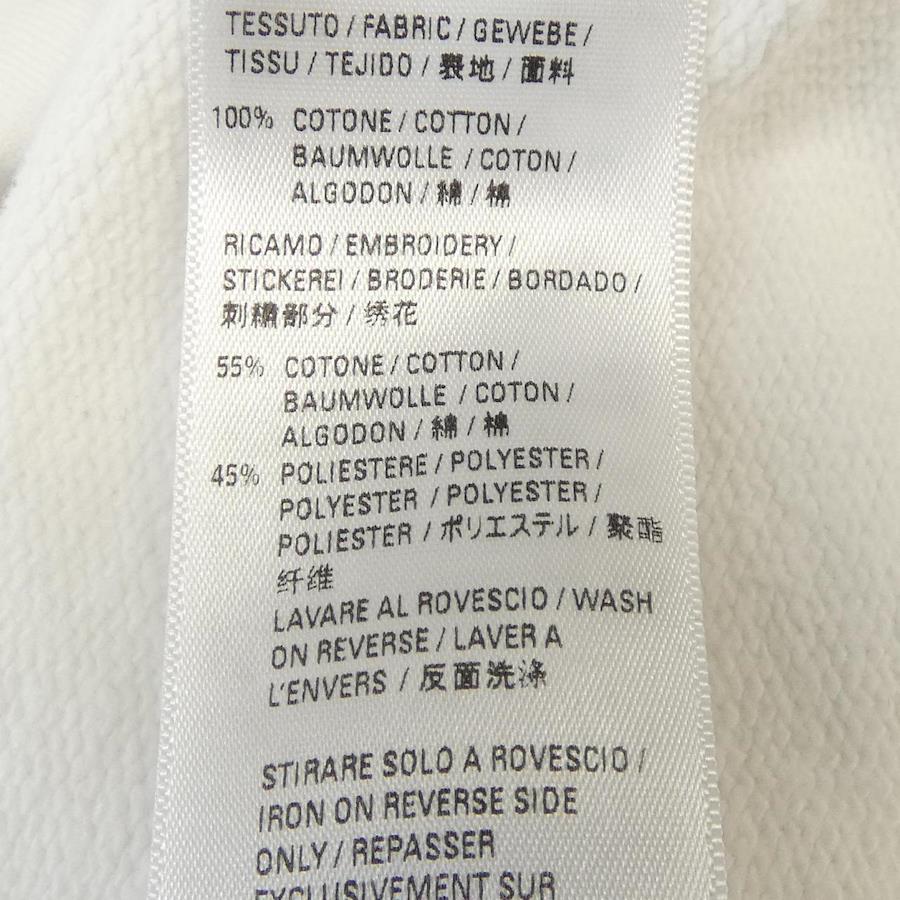 TESSUTO / FABRIC / GEWEBE /
TISSU / TEJIDO / 表地 / 面料
100% COTONE / COTTON /
BAUMWOLLE / COTON /
ALGODON / 綿 / 棉
RICAMO / EMBROIDERY /
STICKEREI / BRODERIE / BORDADO /
刺繍部分 / 绣花
55% COTONE / COTTON /
BAUMWOLLE / COTON /
ALGODON / 綿 / 棉
45% POLIESTERE / POLYESTER /
POLYESTER / POLYESTER /
POLIESTER / ポリエステル / 聚酯
纤维
LAVARE AL ROVESCIO / WASH
ON REVERSE / LAVER A
L'ENVERS / 反面洗涤
STIRARE SOLO A ROVESCIO /
IRON ON REVERSE SIDE
ONLY / REPASSER
EXCLUSIVEMENT SUR